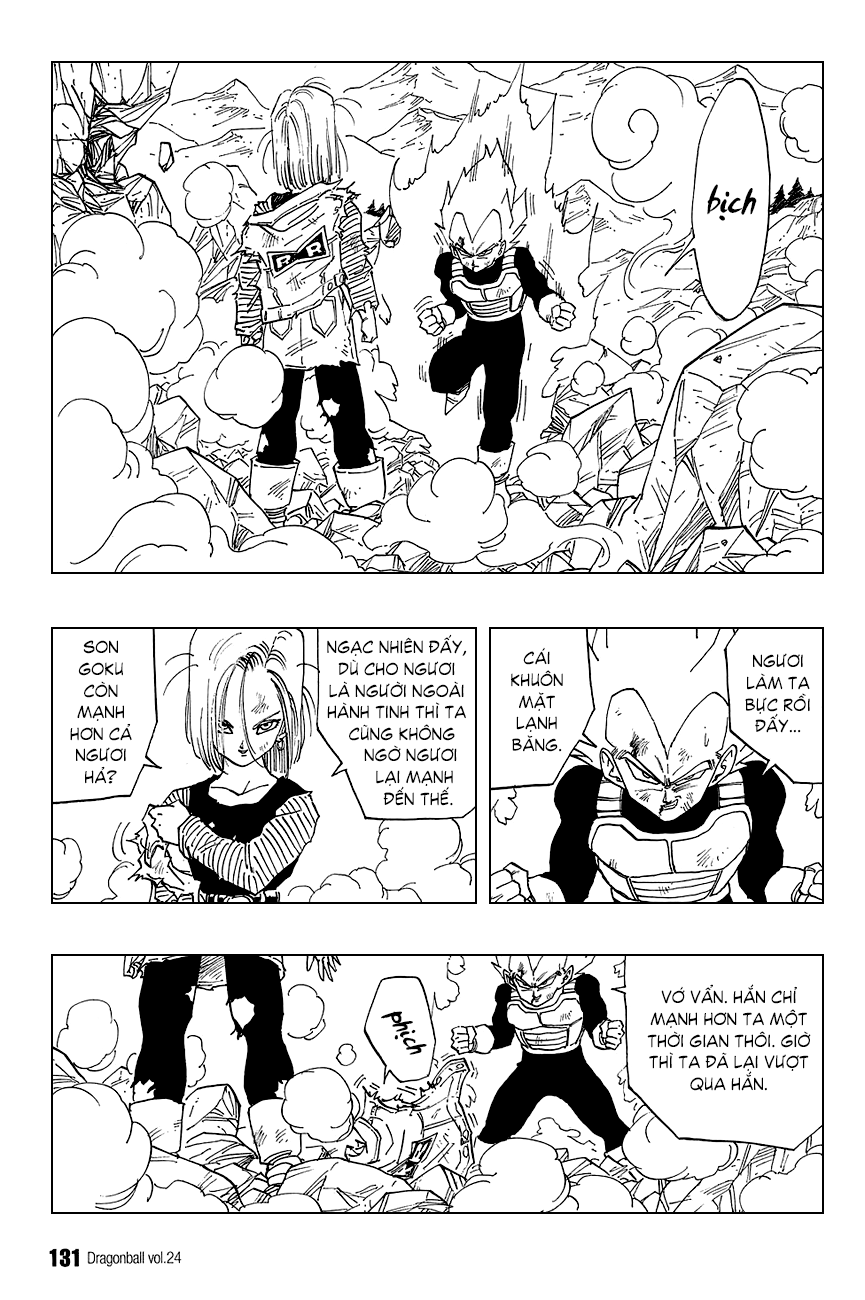 bịch
NGƯƠI
LÀM TA
BỰC RỒI
ĐẤY...
CÁI
KHUÔN
MẶT
LẠNH
BĂNG.
NGẠC NHIÊN ĐẤY,
DÙ CHO NGƯƠI
LÀ NGƯỜI NGOÀI
HÀNH TINH THÌ TA
CŨNG KHÔNG
NGỜ NGƯƠI
LẠI MẠNH
ĐẾN THẾ.
SON
GOKU
CÒN
MẠNH
HƠN CẢ
NGƯƠI
HẢ?
VỚ VẨN. HẮN CHỈ
MẠNH HƠN TA MỘT
THỜI GIAN THÔI. GIỜ
THÌ TA ĐÃ LẠI VƯỢT
QUA HẮN.
phịch
RR
131 Dragonball vol.24